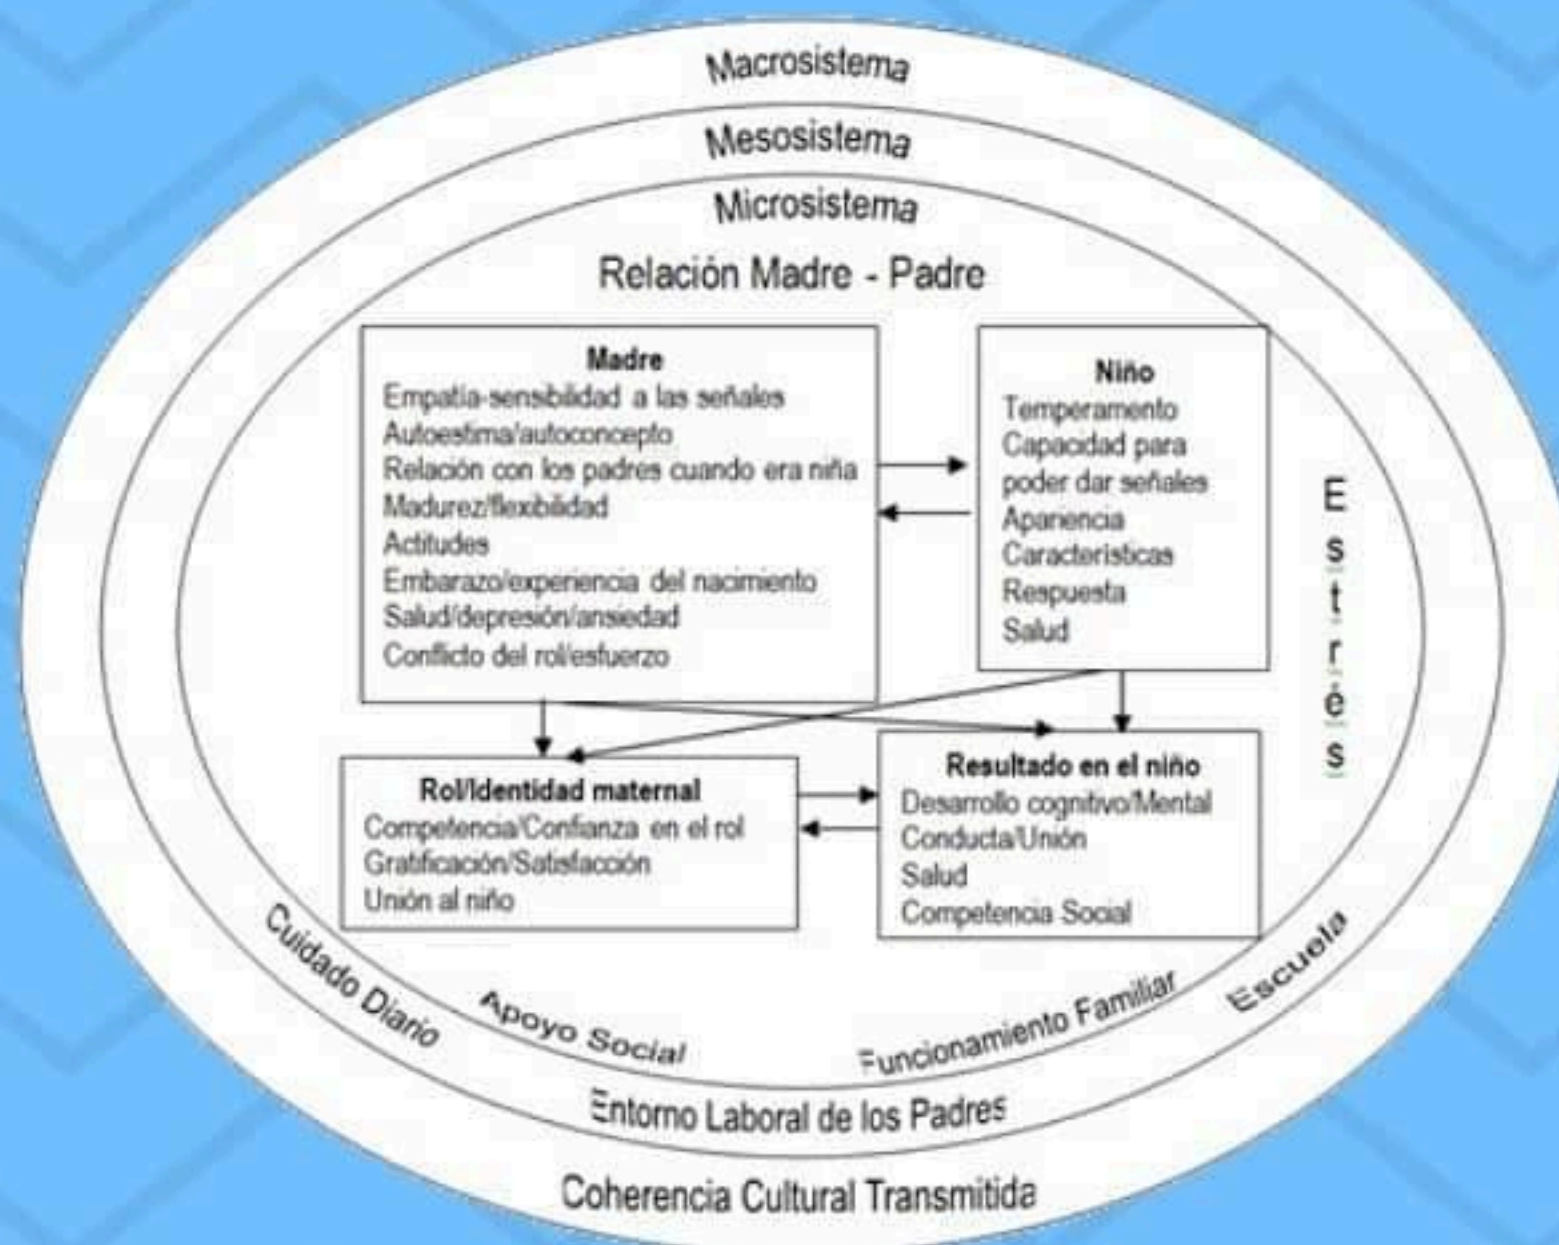 Macrosistema
Mesosistema
Microsistema
Relación Madre - Padre
Madre
Empatía-sensibilidad a las señales
Autoestima/autoconcepto
Relación con los padres cuando era niña
Madurez/flexibilidad
Actitudes
Embarazo/experiencia del nacimiento
Salud/depresión/ansiedad
Conflicto del rol/esfuerzo
Niño
Temperamento
Capacidad para
poder dar señales
Apariencia
Características
Respuesta
Salud
Estrés
Rol/Identidad maternal
Competencia/Confianza en el rol
Gratificación/Satisfacción
Unión al niño
Resultado en el niño
Desarrollo cognitivo/Mental
Conducta/Unión
Salud
Competencia Social
Cuidado Diario
Apoyo Social
Funcionamiento Familiar
Escuela
Entorno Laboral de los Padres
Coherencia Cultural Transmitida